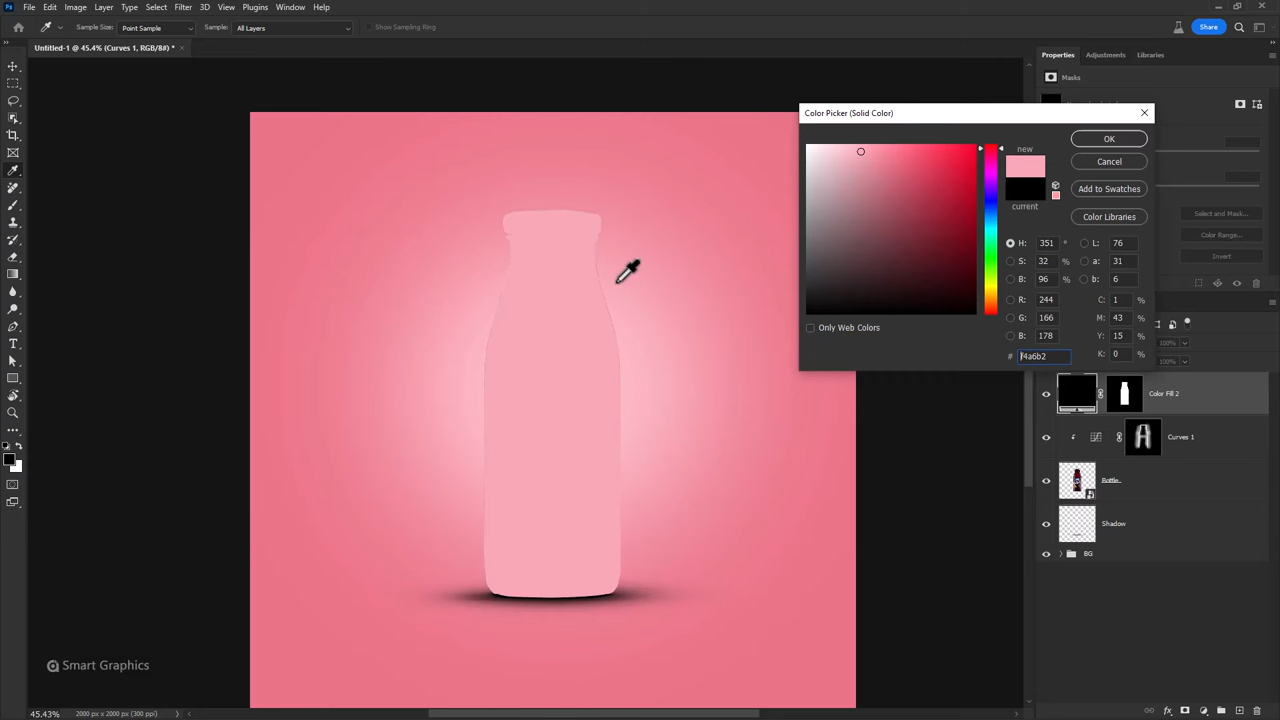 Ps File Edit Image Layer Type Select Filter 3D View Plugins Window Help
Sample Size: Point Sample Sample: All Layers Show Sampling Ring Share
Untitled-1 @ 45.4% (Curves 1, RGB/8#) * ×
Properties Adjustments Libraries
Masks
Color Picker (Solid Color)
new
OK
Cancel
Add to Swatches
current
Color Libraries
H: 351 °
L: 76
S: 32 %
a: 31
B: 96 %
b: 6
R: 244
C: 1 %
G: 166
M: 43 %
B: 178
Y: 15 %
Only Web Colors
# f4a6b2
K: 0 %
Select and Mask...
Color Range...
Invert
100%
100%
Color Fill 2
Curves 1
Bottle
Shadow
BG
T
a Smart Graphics
45.43% 2000 px x 2000 px (300 ppi)
fx